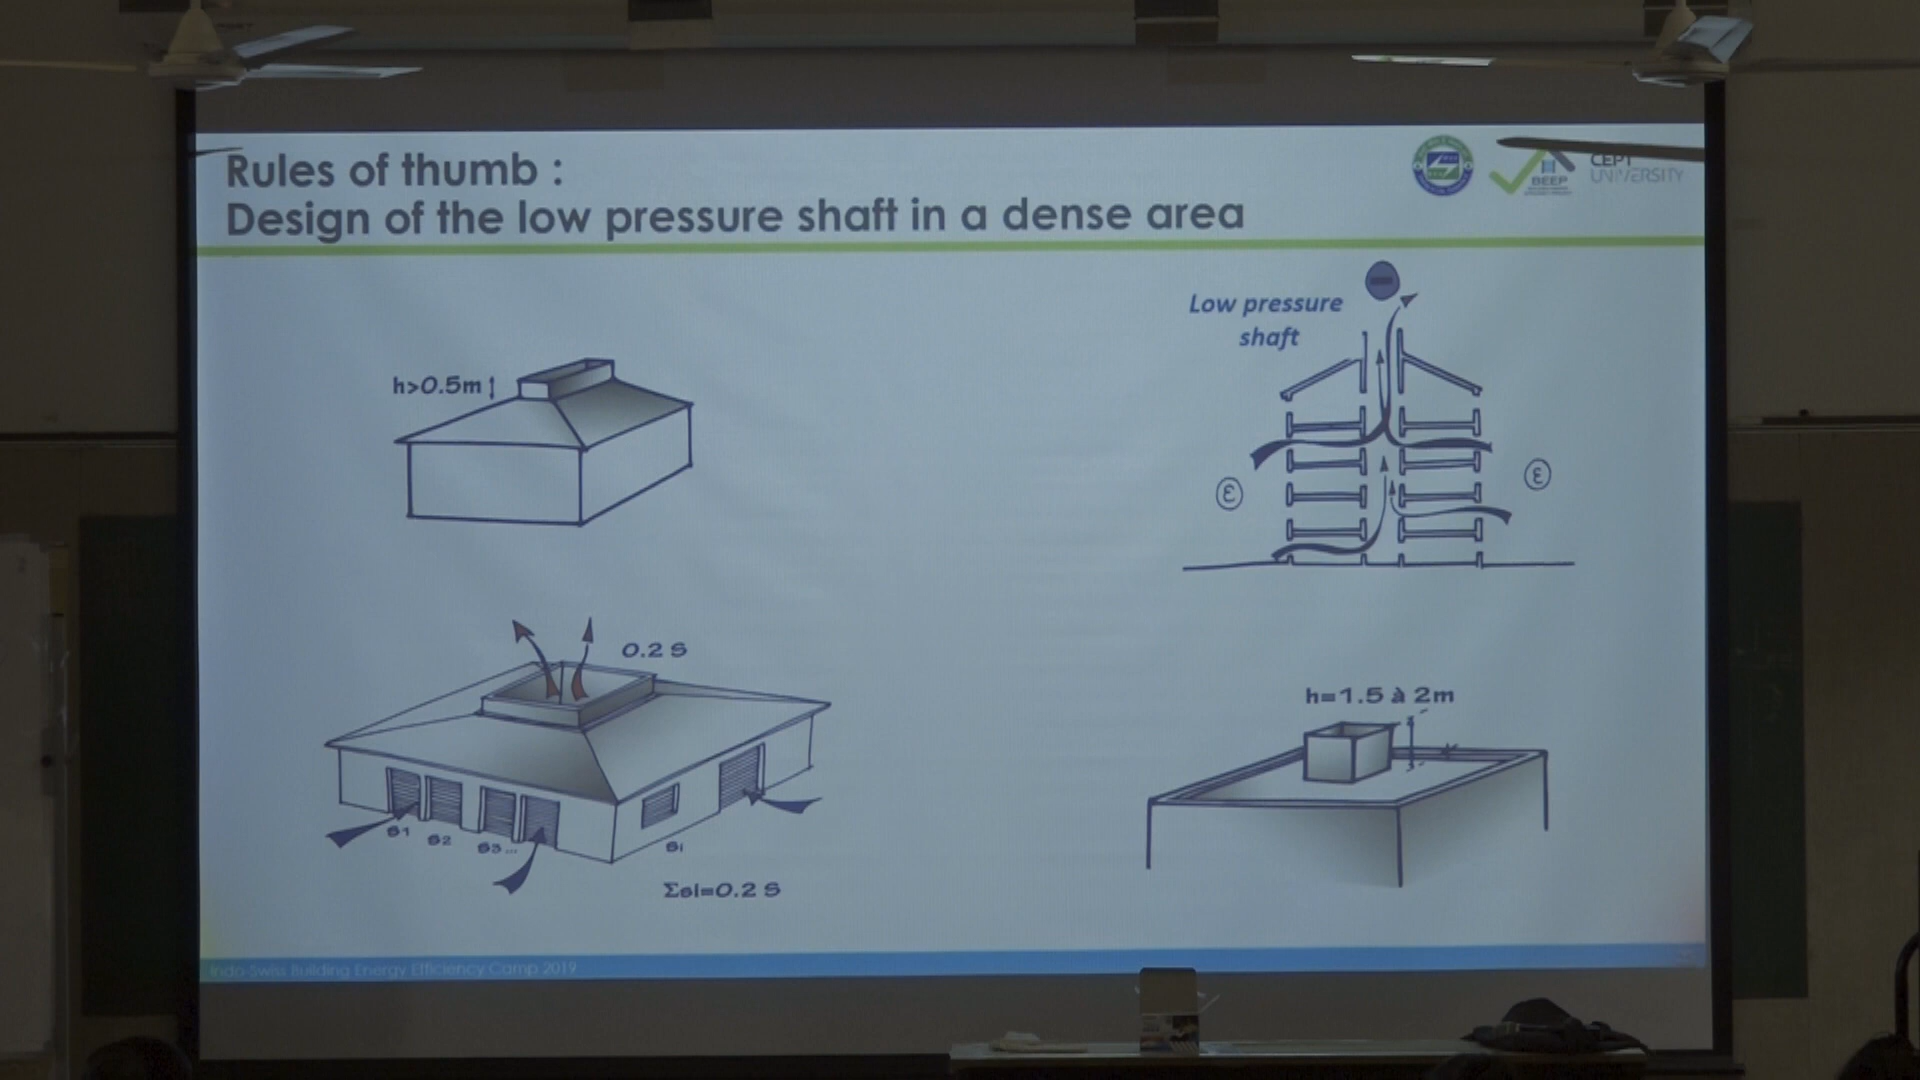 Rules of thumb :
Design of the low pressure shaft in a dense area
BEEP
CEPT
UNIVERSITY
Low pressure
shaft
h>0.5m
ε
ε
0.2 S
S1 S2 S3... Si
Σsi=0.2 S
h=1.5 à 2m
Indo-Swiss Building Energy Efficiency Camp 2019